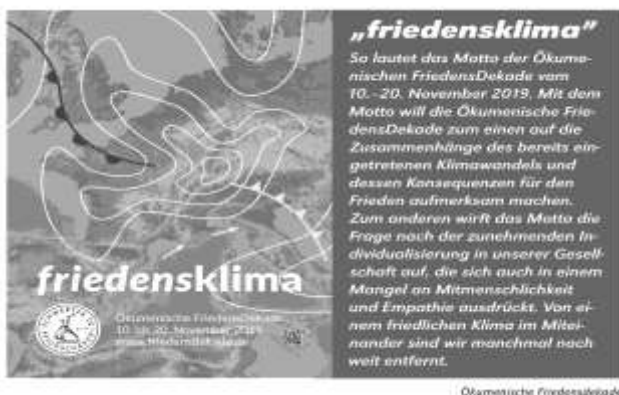 friedensklima
Ökumenische FriedensDekade
10. bis 20. November 2019
www.friedensdekade.de
„friedensklima”
So lautet das Motto der Ökume-
nischen FriedensDekade vom
10.-20. November 2019. Mit dem
Motto will die Ökumenische Frie-
densDekade zum einen auf die
Zusammenhänge des bereits ein-
getretenen Klimawandels und
dessen Konsequenzen für den
Frieden aufmerksam machen.
Zum anderen wirft das Motto die
Frage nach der zunehmenden In-
dividualisierung in unserer Gesell-
schaft auf, die sich auch in einem
Mangel an Mitmenschlichkeit
und Empathie ausdrückt. Von ei-
nem friedlichen Klima im Mitei-
nander sind wir manchmal noch
weit entfernt.
Ökumenische Friedensdekade